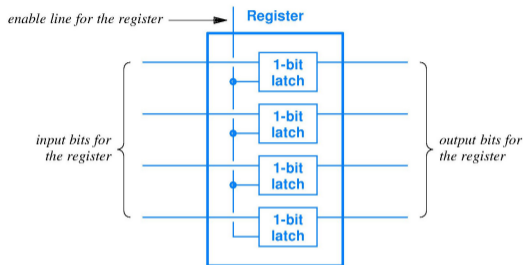 enable line for the register
Register
1-bit
latch
1-bit
latch
1-bit
latch
1-bit
latch
input bits for
the register
output bits for
the register